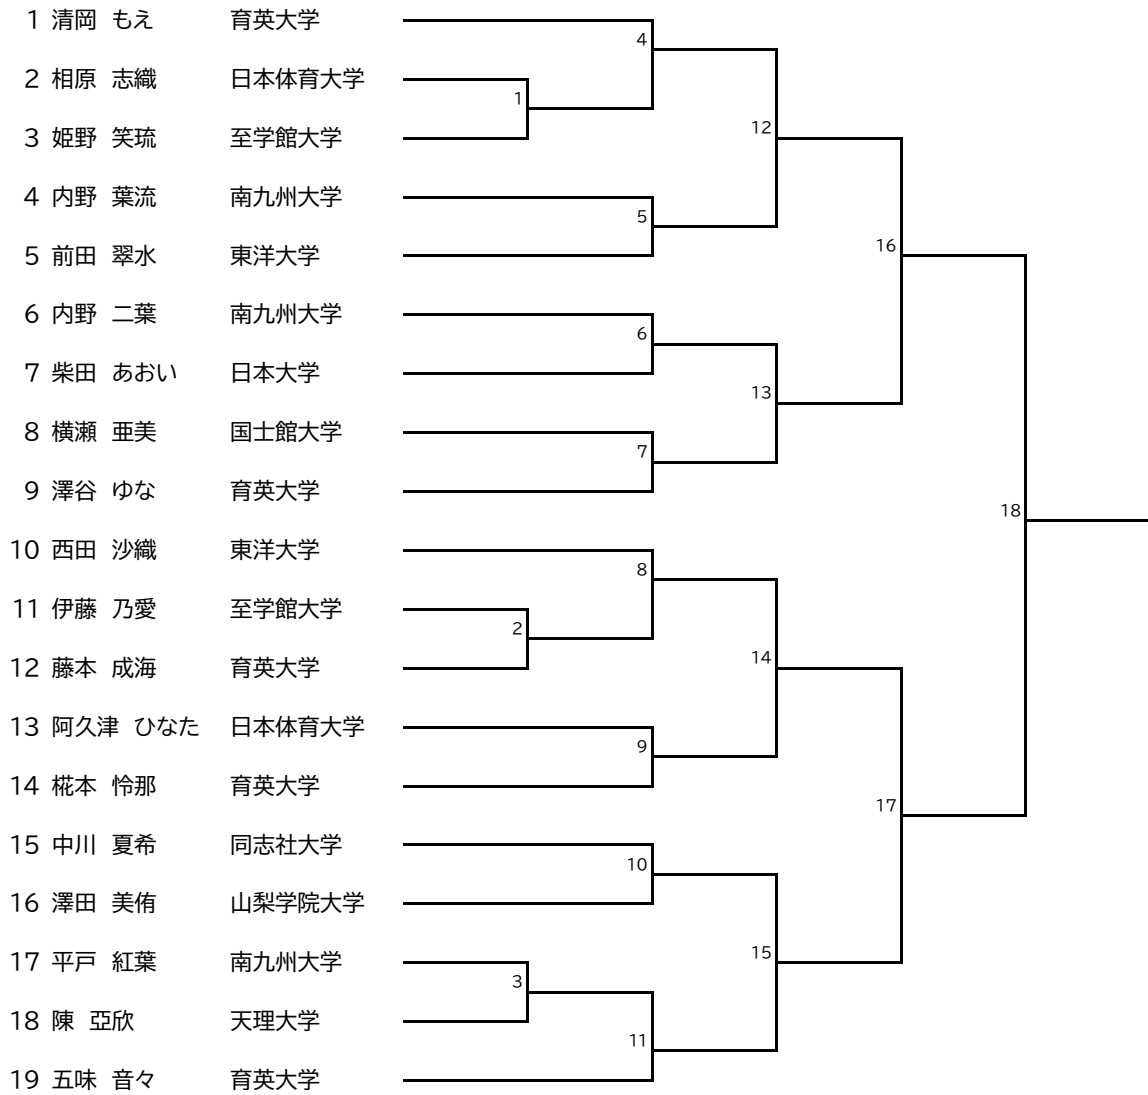 1 清岡 もえ 育英大学
4
2 相原 志織 日本体育大学
1
12
3 姫野 笑琉 至学館大学
4 内野 葉流 南九州大学
5
16
5 前田 翠水 東洋大学
6 内野 二葉 南九州大学
6
7 柴田 あおい 日本大学
13
8 横瀬 亜美 国士館大学
7
9 澤谷 ゆな 育英大学
18
10 西田 沙織 東洋大学
8
11 伊藤 乃愛 至学館大学
2
14
12 藤本 成海 育英大学
13 阿久津 ひなた 日本体育大学
9
14 椛本 怜那 育英大学
17
15 中川 夏希 同志社大学
10
16 澤田 美侑 山梨学院大学
15
17 平戸 紅葉 南九州大学
3
18 陳 亞欣 天理大学
11
19 五味 音々 育英大学